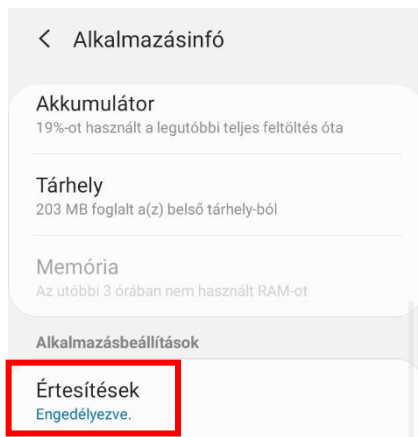 Alkalmazásinfó
Akkumulátor
19%-ot használt a legutóbbi teljes feltöltés óta
Tárhely
203 MB foglalt a(z) belső tárhely-ból
Memória
Az utóbbi 3 órában nem használt RAM-ot
Alkalmazásbeállítások
Értesítések
Engedélyezve.